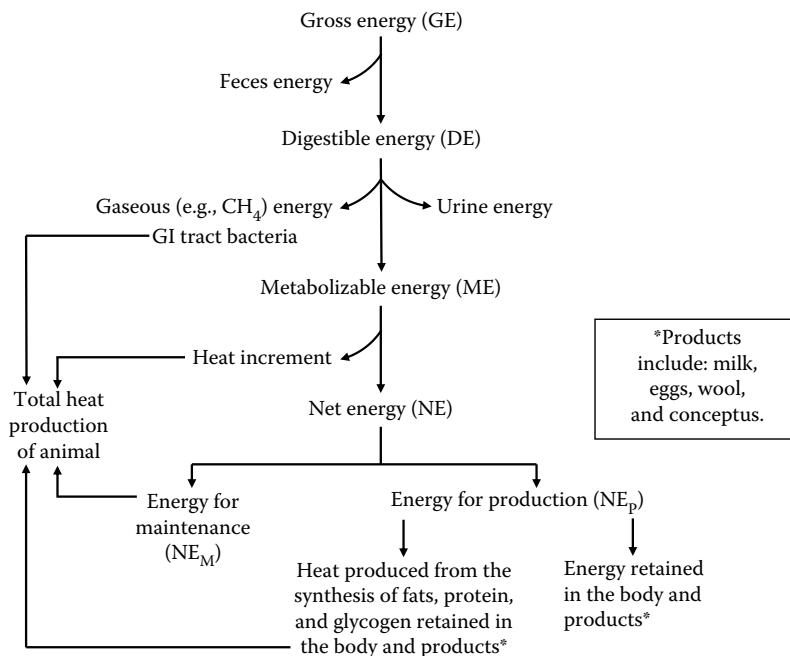 Gross energy (GE)
Feces energy
Digestible energy (DE)
Gaseous (e.g., CH₄) energy
Urine energy
GI tract bacteria
Metabolizable energy (ME)
*Products
include: milk,
eggs, wool,
and conceptus.
Heat increment
Total heat
production
of animal
Net energy (NE)
Energy for
maintenance
(NE_M)
Energy for production (NE_P)
Heat produced from the
synthesis of fats, protein,
and glycogen retained in
the body and products*
Energy retained
in the body and
products*